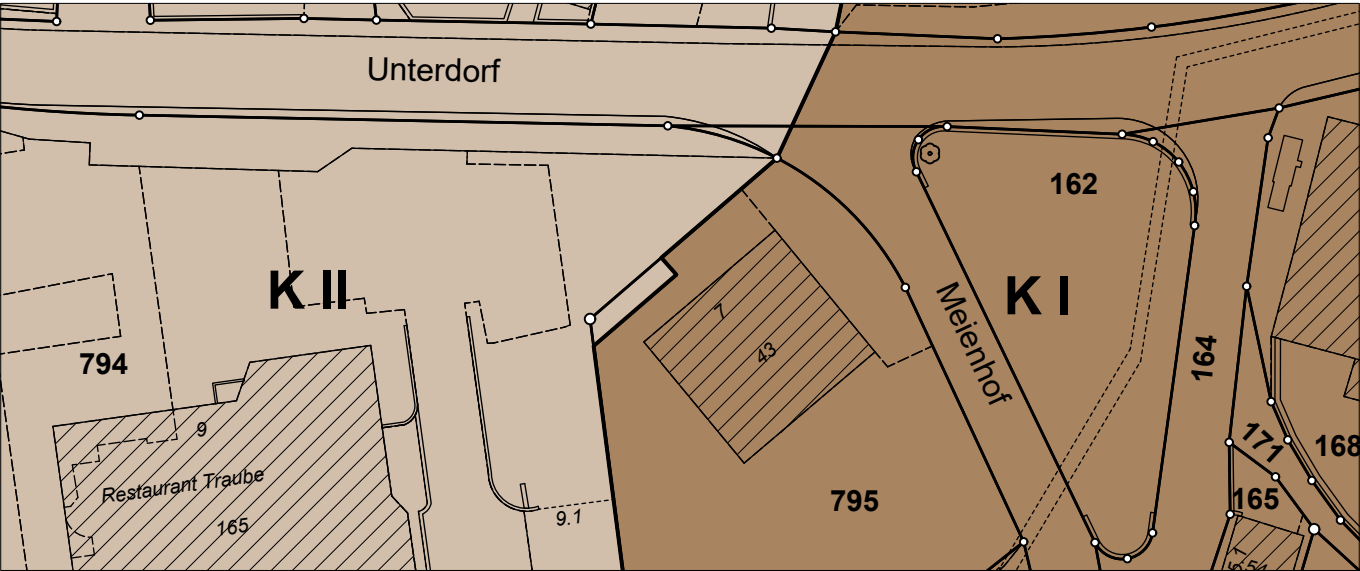 Unterdorf
162
K II
K I
7
43
Meienhof
794
164
9
171
168
Restaurant Traube
165
795
165
9.1